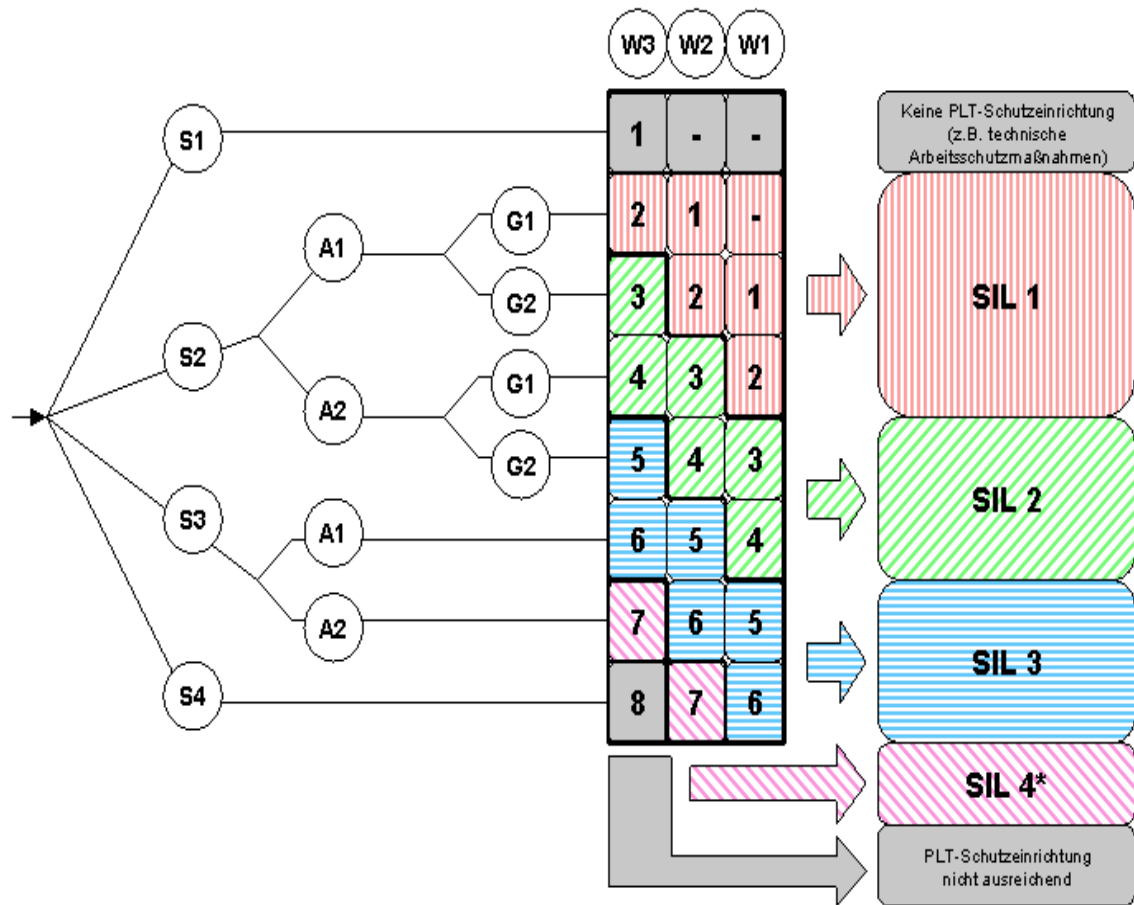 W3 W2 W1
S1
1 - -
Keine PLT-Schutzeinrichtung
(z.B. technische
Arbeitsschutzmaßnahmen)
G1
2 1 -
A1
G2
3 2 1
SIL 1
S2
G1
4 3 2
A2
G2
5 4 3
SIL 2
S3
A1
6 5 4
A2
7 6 5
SIL 3
S4
8 7 6
SIL 4*
PLT-Schutzeinrichtung
nicht ausreichend